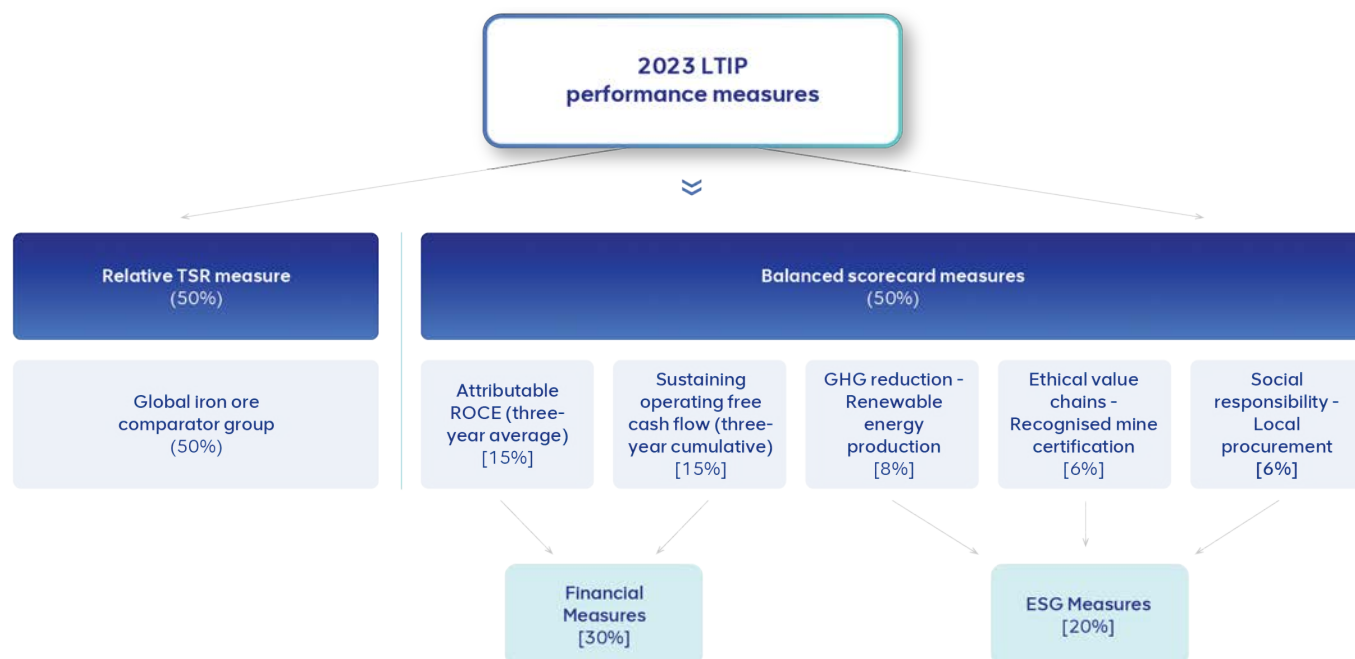 2023 LTIP
performance measures
Relative TSR measure
(50%)
Balanced scorecard measures
(50%)
Global iron ore
comparator group
(50%)
Attributable
ROCE (three-
year average)
[15%]
Sustaining
operating free
cash flow (three-
year cumulative)
[15%]
GHG reduction -
Renewable
energy
production
[8%]
Ethical value
chains -
Recognised mine
certification
[6%]
Social
responsibility -
Local
procurement
[6%]
Financial
Measures
[30%]
ESG Measures
[20%]